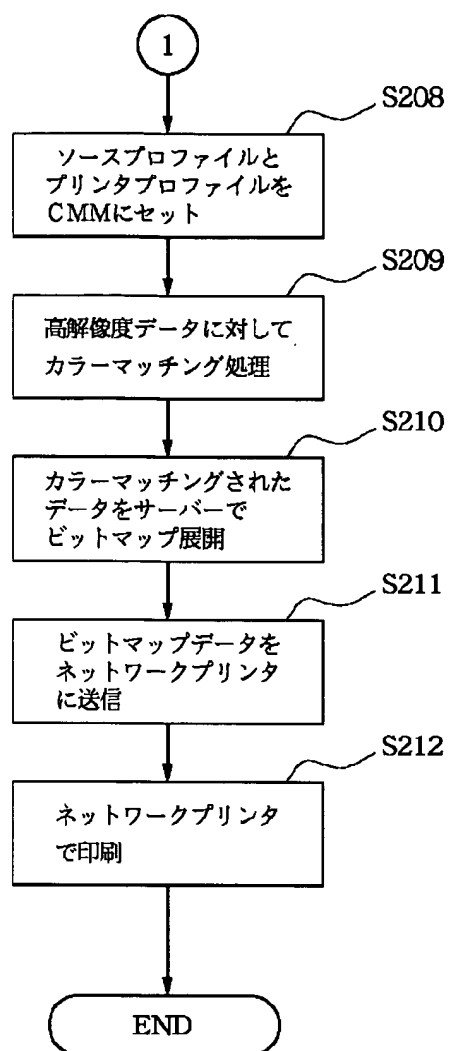 1
S208
ソースプロファイルと
プリンタプロファイルを
CMMにセット
S209
高解像度データに対して
カラーマッチング処理
S210
カラーマッチングされた
データをサーバーで
ビットマップ展開
S211
ビットマップデータを
ネットワークプリンタ
に送信
S212
ネットワークプリンタ
で印刷
END